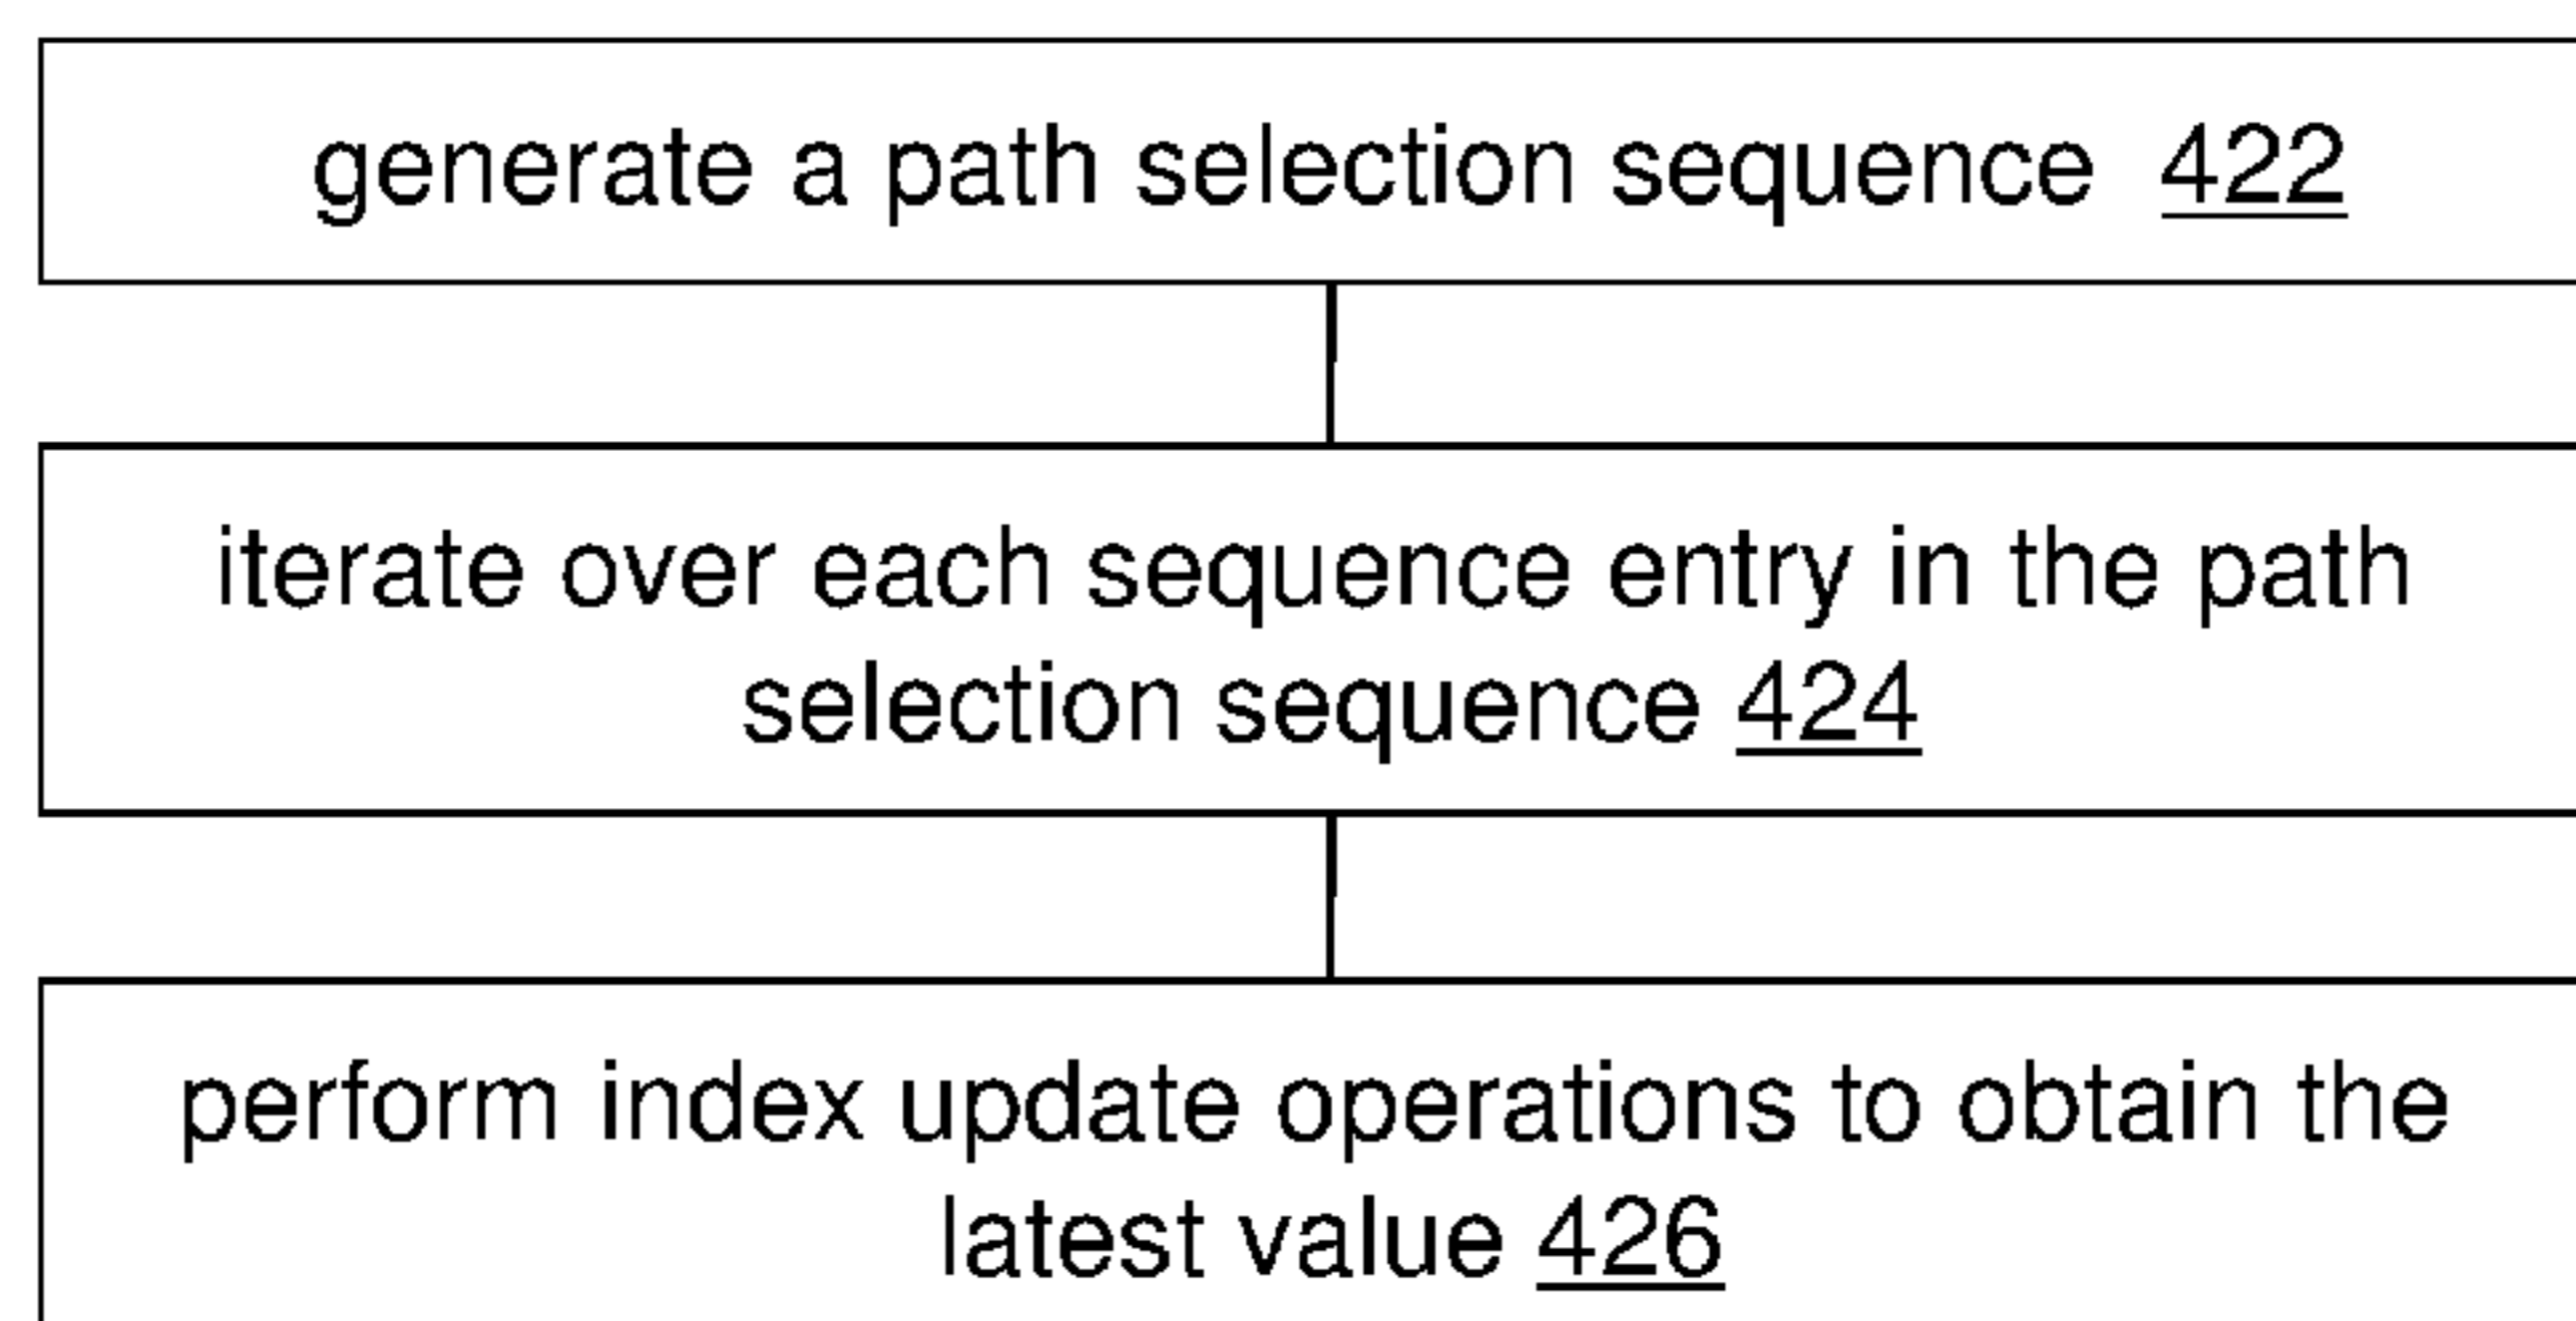 generate a path selection sequence 422
iterate over each sequence entry in the path
selection sequence 424
perform index update operations to obtain the
latest value 426